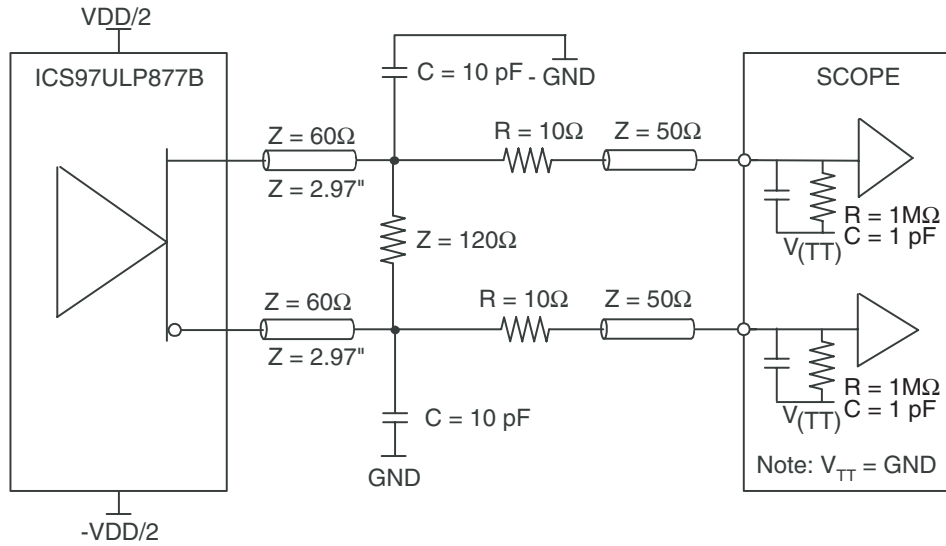 VDD/2
ICS97ULP877B
C = 10 pF
- GND
SCOPE
Z = 60Ω
R = 10Ω
Z = 50Ω
Z = 2.97"
R = 1MΩ
C = 1 pF
V(TT)
Z = 120Ω
Z = 60Ω
R = 10Ω
Z = 50Ω
Z = 2.97"
R = 1MΩ
C = 1 pF
V(TT)
C = 10 pF
GND
Note: VTT = GND
-VDD/2